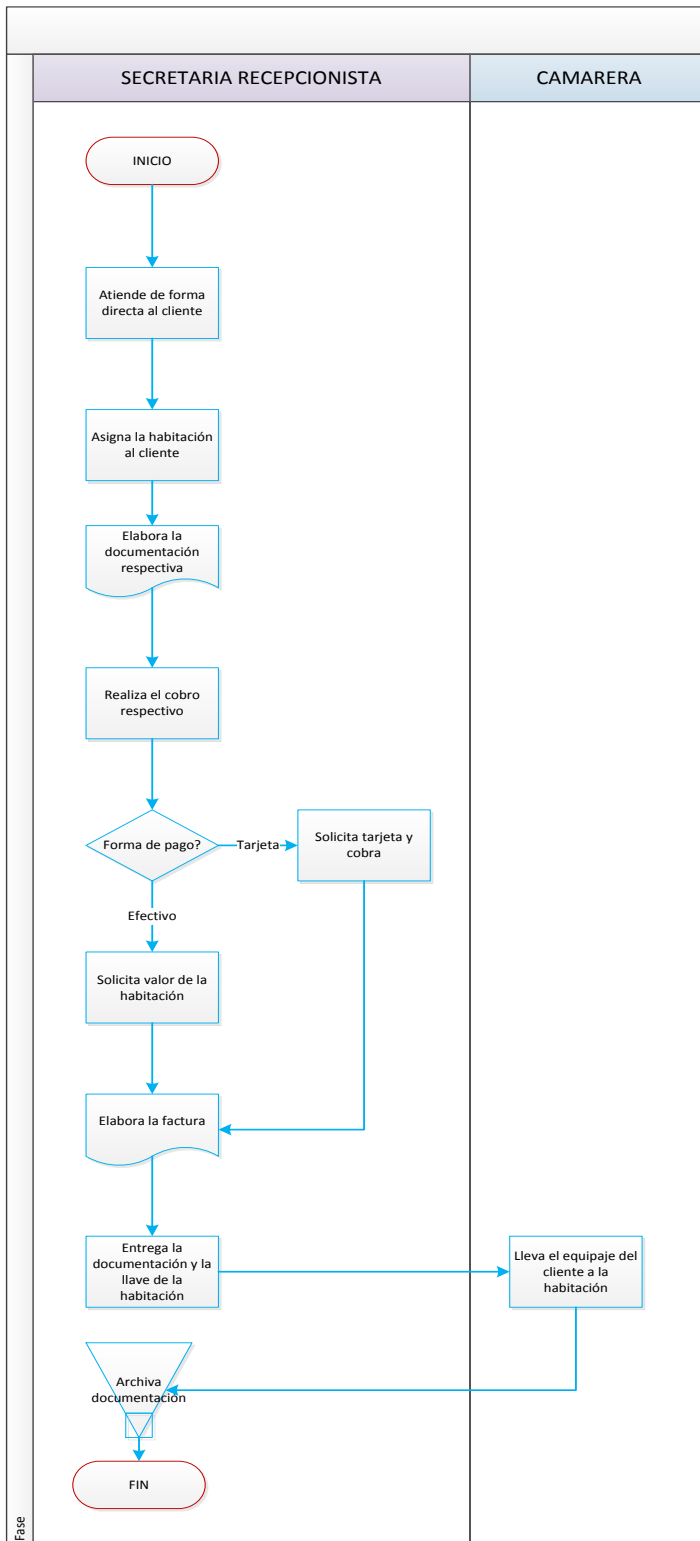 SECRETARIA RECEPCIONISTA
CAMARERA
INICIO
Atiende de forma
directa al cliente
Asigna la habitación
al cliente
Elabora la
documentación
respectiva
Realiza el cobro
respectivo
Forma de pago?
Tarjeta
Solicita tarjeta y
cobra
Efectivo
Solicita valor de la
habitación
Elabora la factura
Entrega la
documentación y la
llave de la
habitación
Lleva el equipaje del
cliente a la
habitación
Archiva
documentación
FIN
Fase